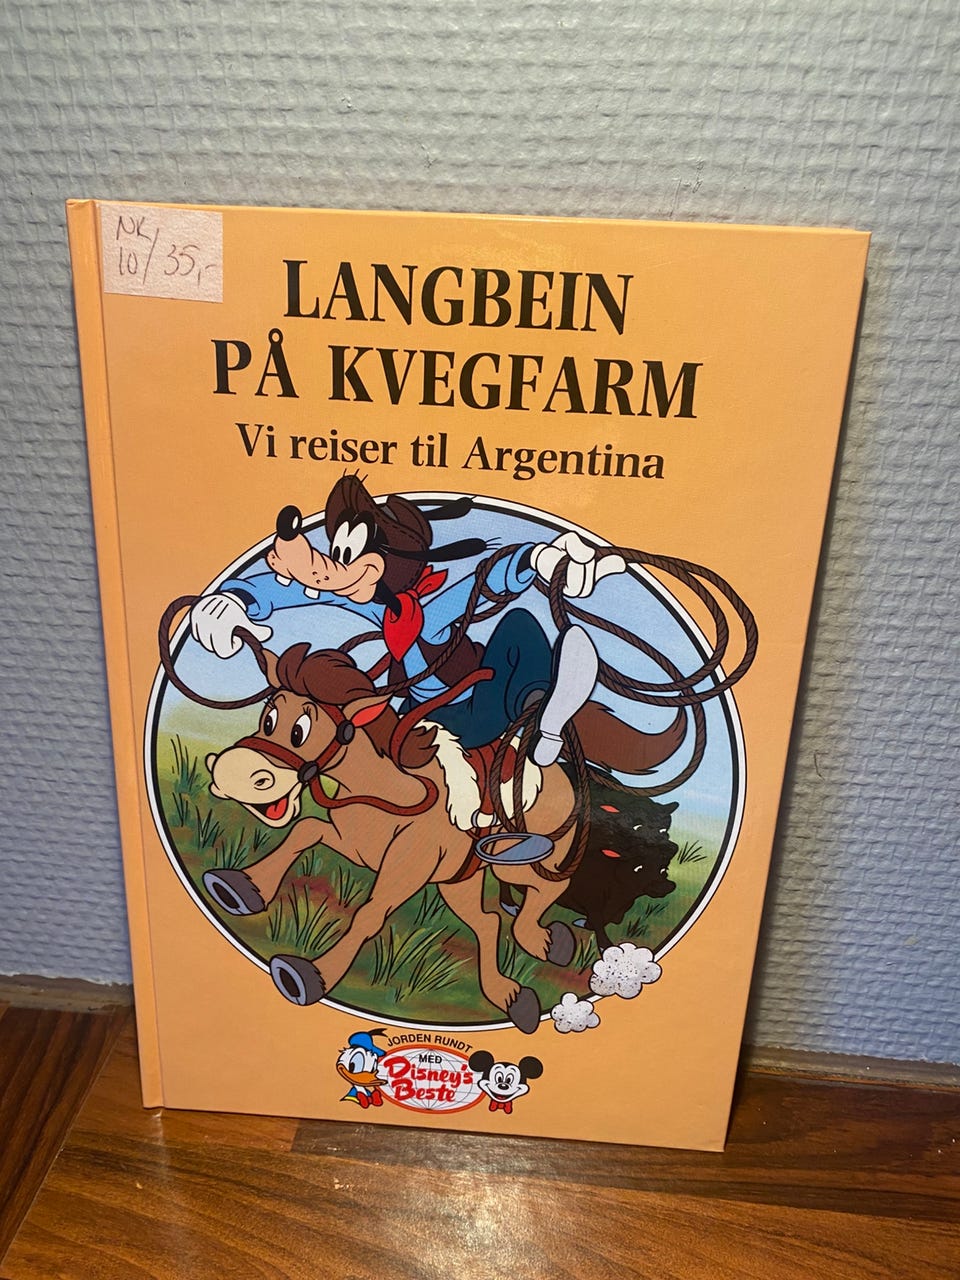 NK/
10/35,-
LANGBEIN
PÅ KVEGFARM
Vi reiser til Argentina
JORDEN RUNDT
MED
Disney's
Beste